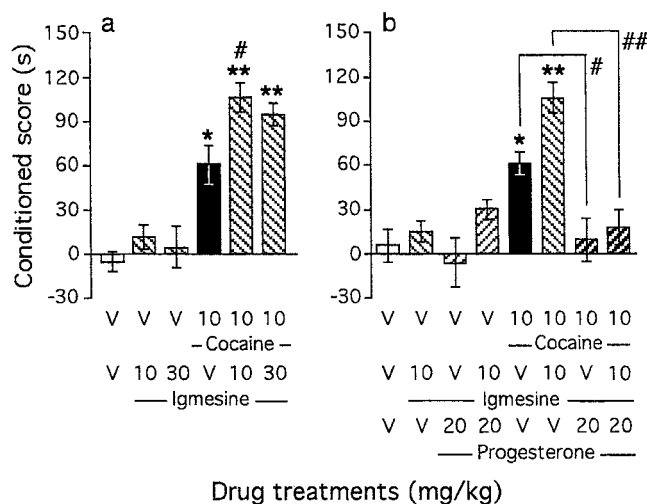 a
b
Conditioned score (s)
150
120
90
60
30
0
-30
*
**
#
**
150
120
90
60
30
0
-30
*
**
#
##
V V V 10 10 10
Cocaine
V 10 30 V 10 30
Igmesine
V V V V 10 10 10 10
Cocaine
V 10 V 10 V 10 V 10
Igmesine
V V 20 20 V V 20 20
Progesterone
Drug treatments (mg/kg)